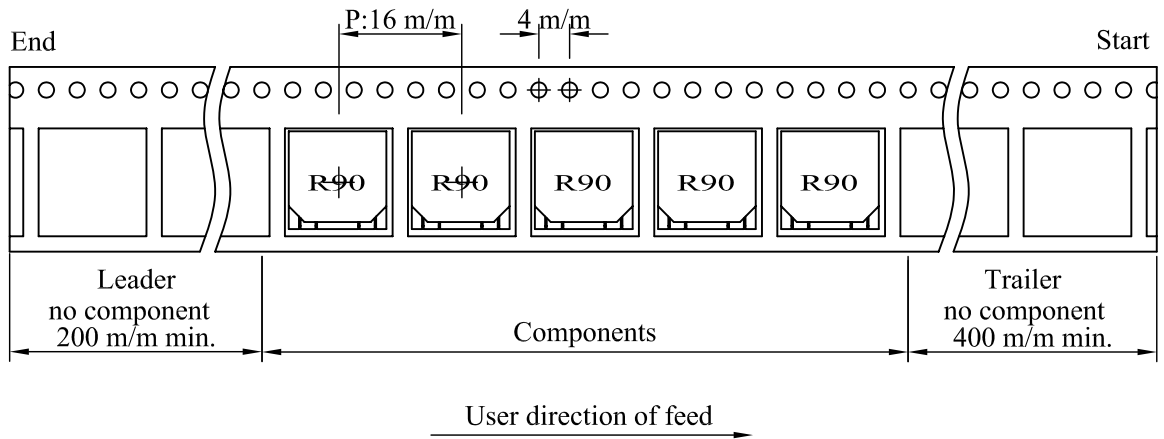 P:16 m/m
4 m/m
End
Start
R90
R90
R90
R90
R90
Leader
no component
200 m/m min.
Components
Trailer
no component
400 m/m min.
User direction of feed